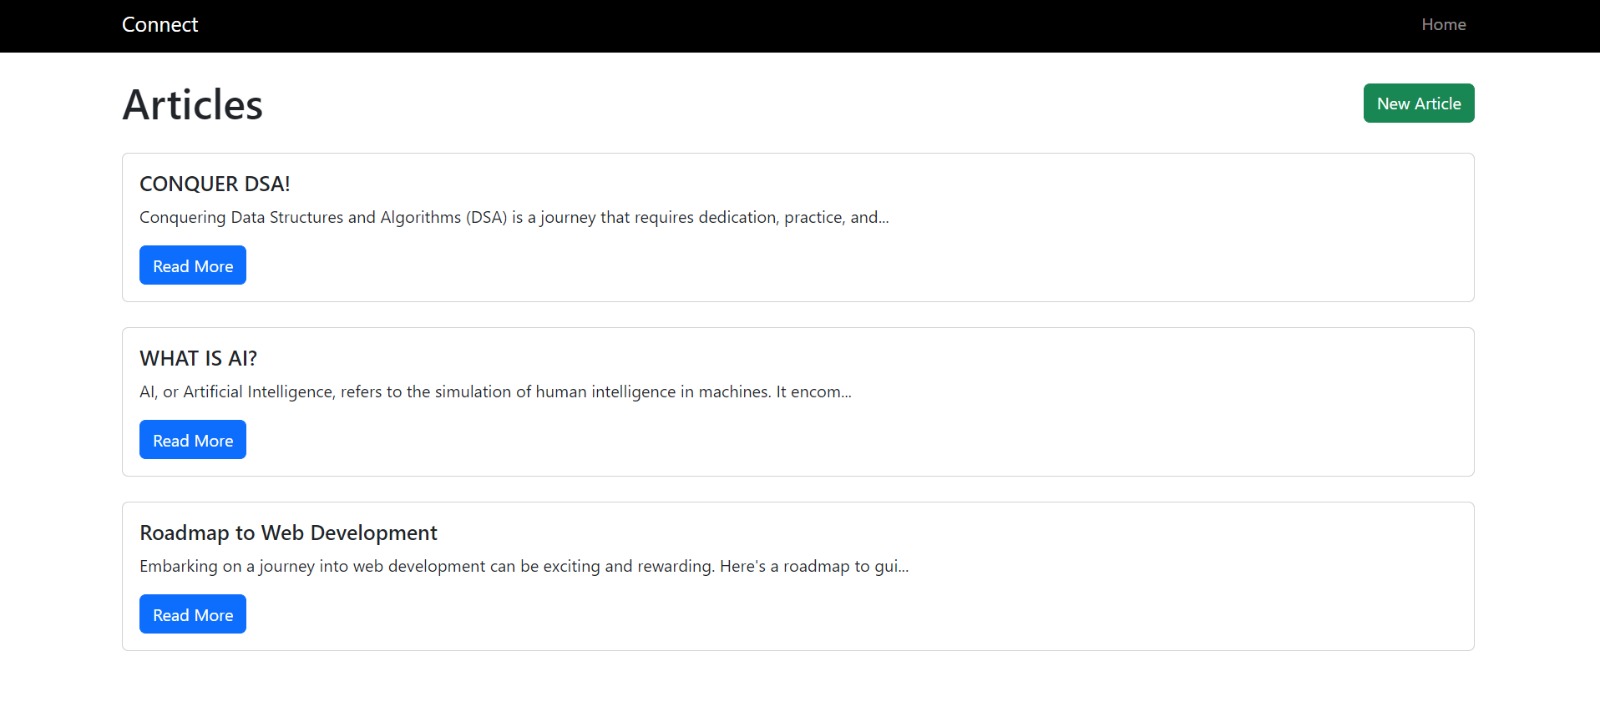 Connect
Home
Articles
New Article
CONQUER DSA!
Conquering Data Structures and Algorithms (DSA) is a journey that requires dedication, practice, and...
Read More
WHAT IS AI?
AI, or Artificial Intelligence, refers to the simulation of human intelligence in machines. It encom...
Read More
Roadmap to Web Development
Embarking on a journey into web development can be exciting and rewarding. Here's a roadmap to gui...
Read More